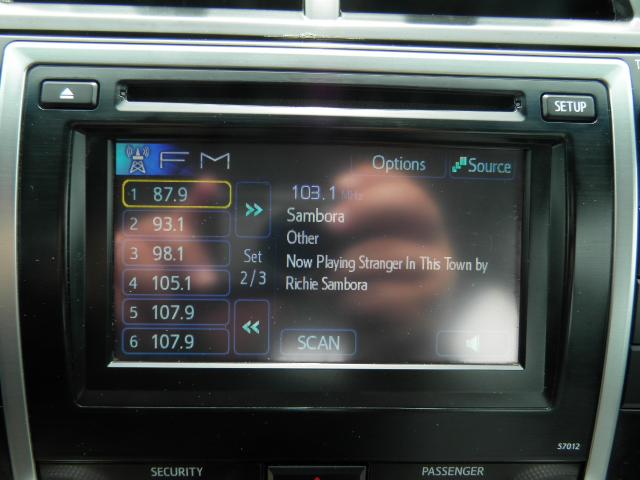 SETUP
FM
Options
Source
1 87.9
2 93.1
3 98.1
4 105.1
5 107.9
6 107.9
>>
Set
2/3
<<
103.1 MHz
Sambora
Other
Now Playing Stranger In This Town by
Richie Sambora
SCAN
57012
SECURITY
PASSENGER